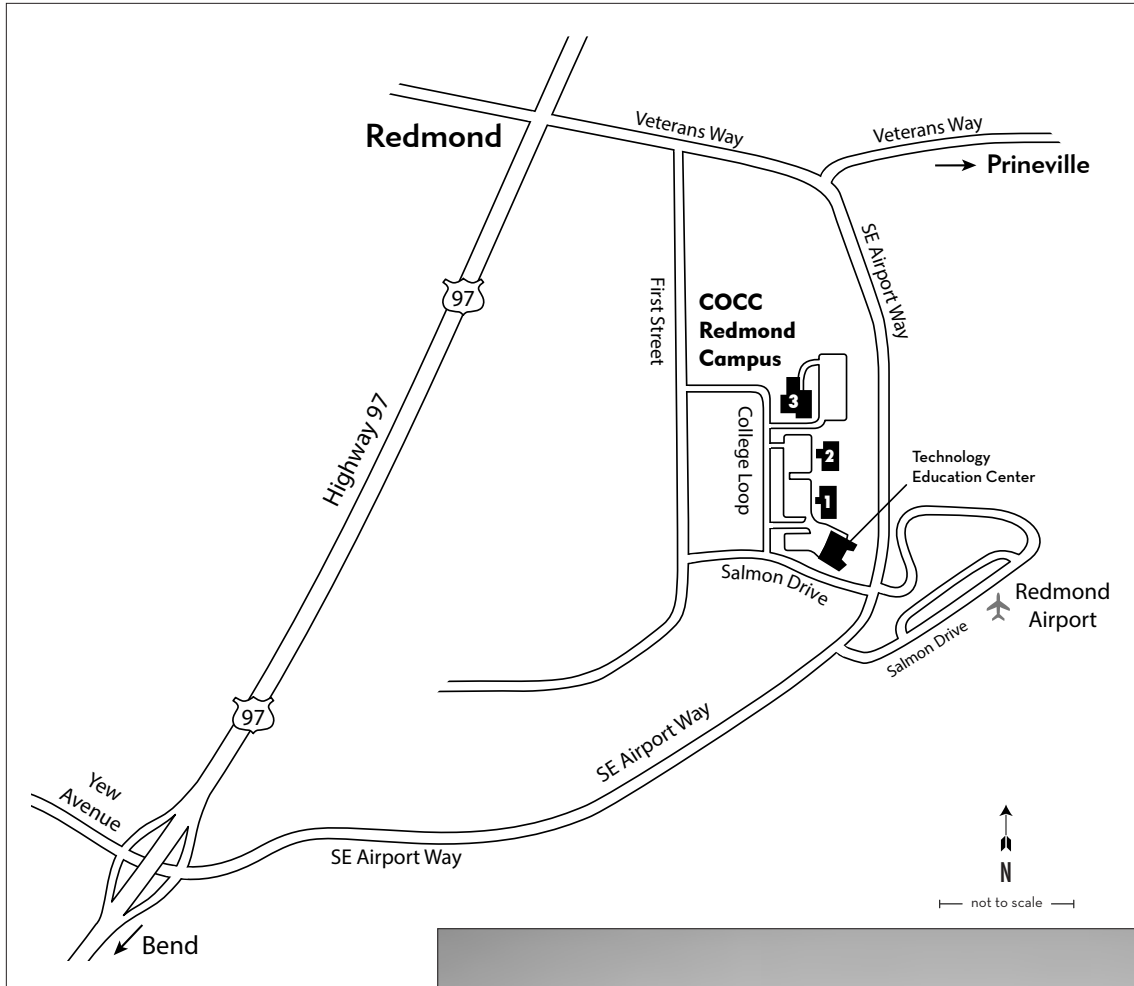 Veterans Way
Veterans Way
Redmond
Prineville
SE Airport Way
97
First Street
COCC
Redmond
Campus
3
Highway 97
College Loop
2
Technology
Education Center
1
Salmon Drive
Redmond
Airport
Salmon Drive
97
SE Airport Way
Yew
Avenue
SE Airport Way
N
not to scale
Bend